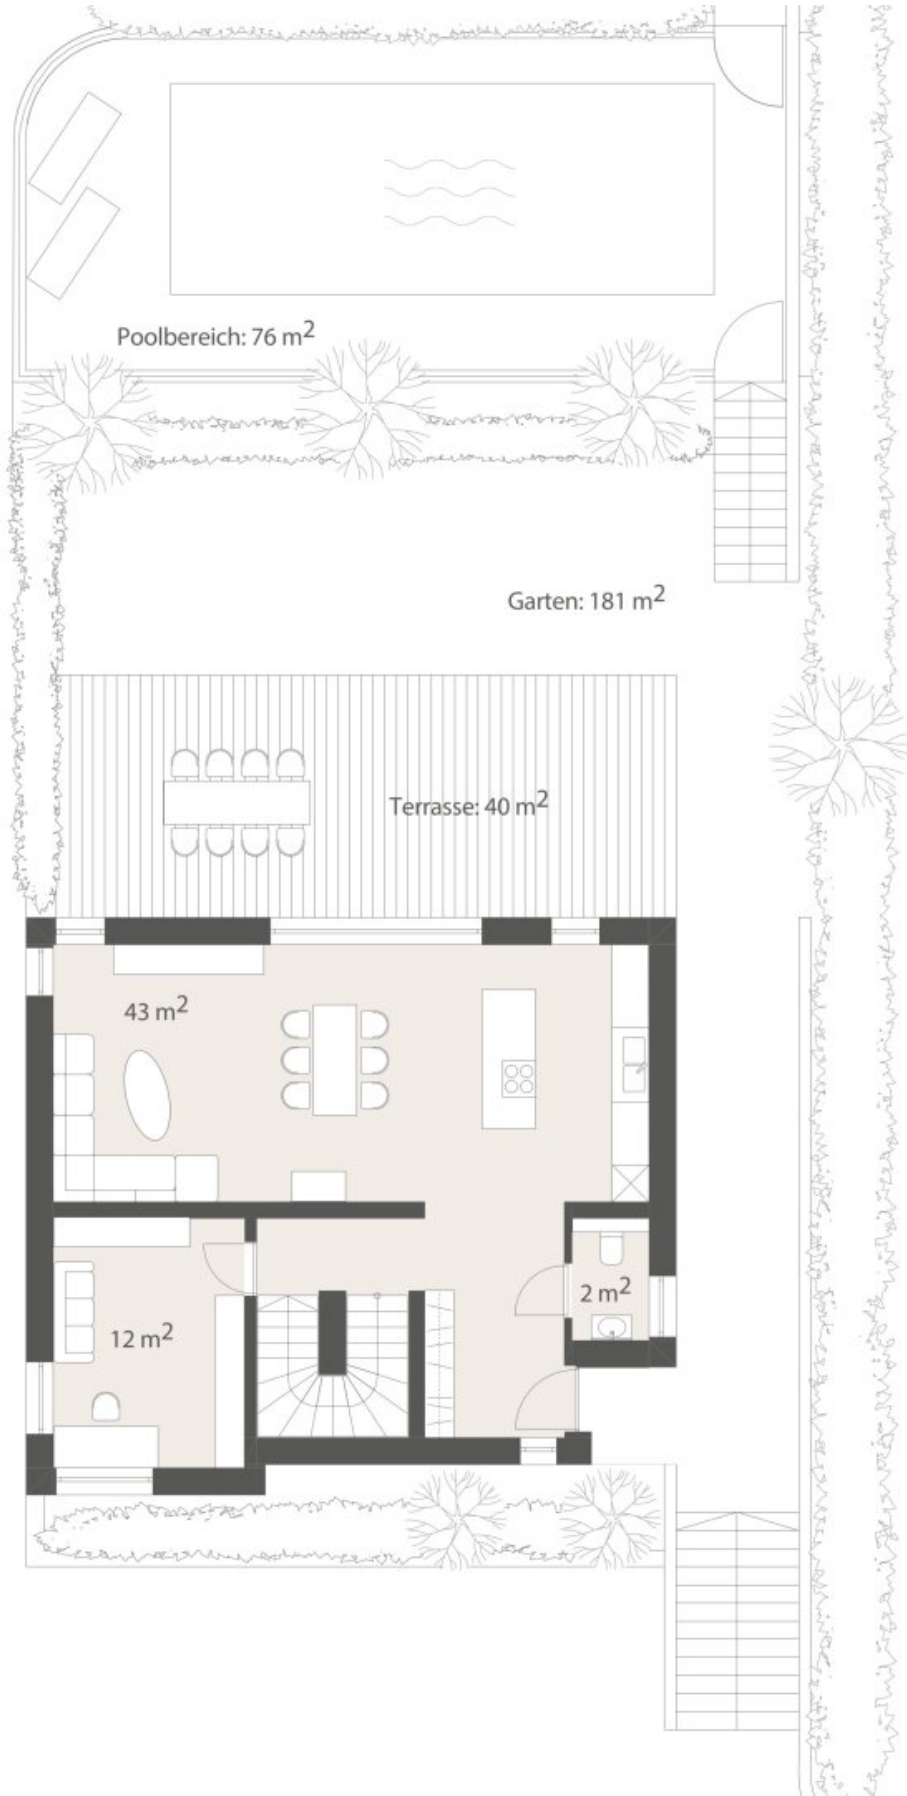 Poolbereich: 76 m²
Garten: 181 m²
Terrasse: 40 m²
43 m²
2 m²
12 m²